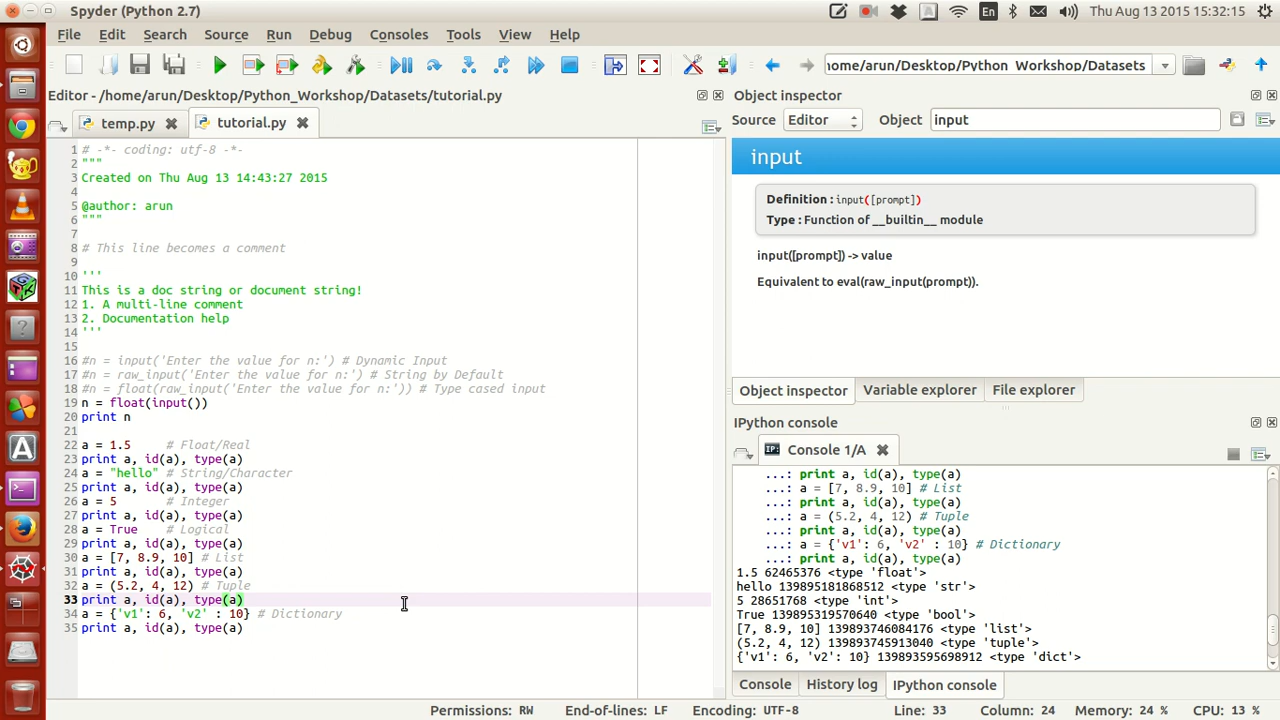 Spyder (Python 2.7)
En
Thu Aug 13 2015 15:32:15
File Edit Search Source Run Debug Consoles Tools View Help
home/arun/Desktop/Python_Workshop/Datasets
Editor - /home/arun/Desktop/Python_Workshop/Datasets/tutorial.py
temp.py
tutorial.py
1 # -*- coding: utf-8 -*-
2 """
3 Created on Thu Aug 13 14:43:27 2015
4
5 @author: arun
6 """
7
8 # This line becomes a comment
9
10 '''
11 This is a doc string or document string!
12 1. A multi-line comment
13 2. Documentation help
14 '''
15
16 #n = input('Enter the value for n:') # Dynamic Input
17 #n = raw_input('Enter the value for n:') # String by Default
18 #n = float(raw_input('Enter the value for n:')) # Type cased input
19 n = float(input())
20 print n
21
22 a = 1.5     # Float/Real
23 print a, id(a), type(a)
24 a = "hello" # String/Character
25 print a, id(a), type(a)
26 a = 5       # Integer
27 print a, id(a), type(a)
28 a = True    # Logical
29 print a, id(a), type(a)
30 a = [7, 8.9, 10] # List
31 print a, id(a), type(a)
32 a = (5.2, 4, 12) # Tuple
33 print a, id(a), type(a)
34 a = {'v1': 6, 'v2' : 10} # Dictionary
35 print a, id(a), type(a)
Object inspector
Source Editor Object input
input
Definition : input([prompt])
Type : Function of __builtin__ module
input([prompt]) -> value
Equivalent to eval(raw_input(prompt)).
Object inspector Variable explorer File explorer
IPython console
IP: Console 1/A
...: print a, id(a), type(a)
...: a = [7, 8.9, 10] # List
...: print a, id(a), type(a)
...: a = (5.2, 4, 12) # Tuple
...: print a, id(a), type(a)
...: a = {'v1': 6, 'v2' : 10} # Dictionary
...: print a, id(a), type(a)
1.5 62465376 <type 'float'>
hello 139895181868512 <type 'str'>
5 28651768 <type 'int'>
True 139895319570640 <type 'bool'>
[7, 8.9, 10] 139893746084176 <type 'list'>
(5.2, 4, 12) 139893745913040 <type 'tuple'>
{'v1': 6, 'v2': 10} 139893595698912 <type 'dict'>
Console History log IPython console
Permissions: RW End-of-lines: LF Encoding: UTF-8 Line: 33 Column: 24 Memory: 24 % CPU: 13 %